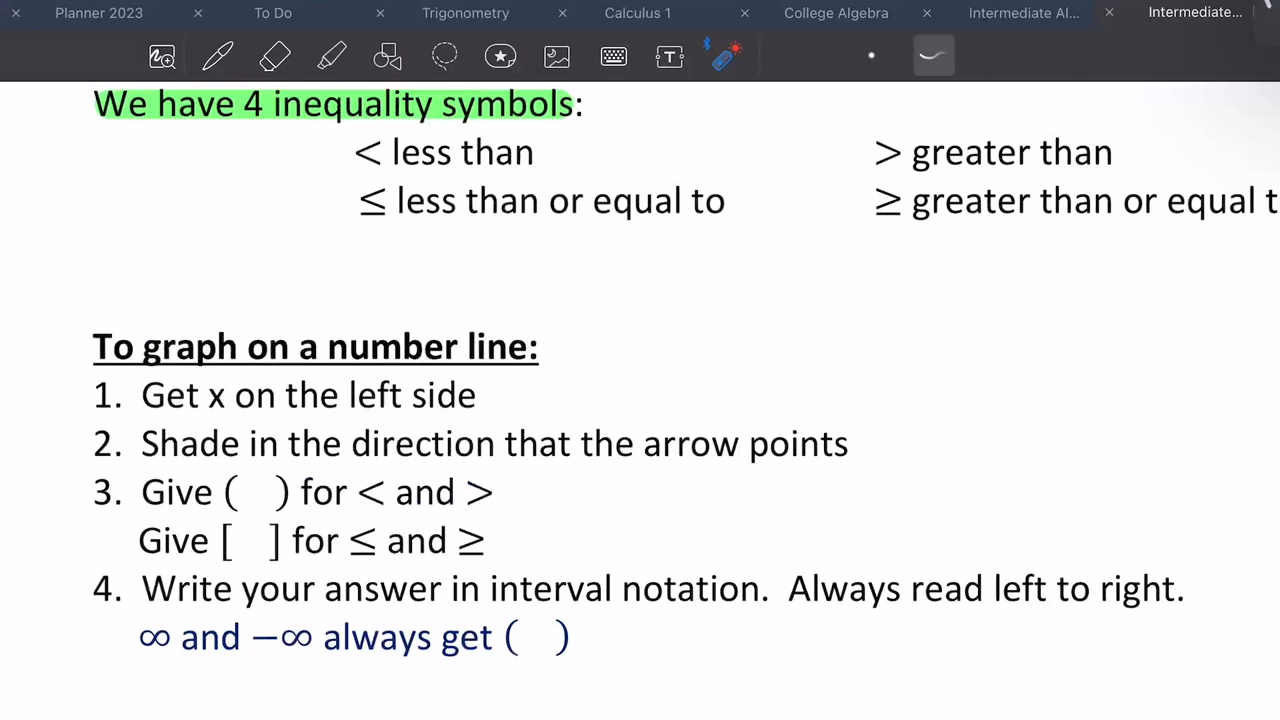 Planner 2023 To Do Trigonometry Calculus 1 College Algebra Intermediate Al... Intermediate...
We have 4 inequality symbols:
< less than > greater than
≤ less than or equal to ≥ greater than or equal t
To graph on a number line:
1. Get x on the left side
2. Shade in the direction that the arrow points
3. Give ( ) for < and >
Give [ ] for ≤ and ≥
4. Write your answer in interval notation. Always read left to right.
∞ and −∞ always get ( )